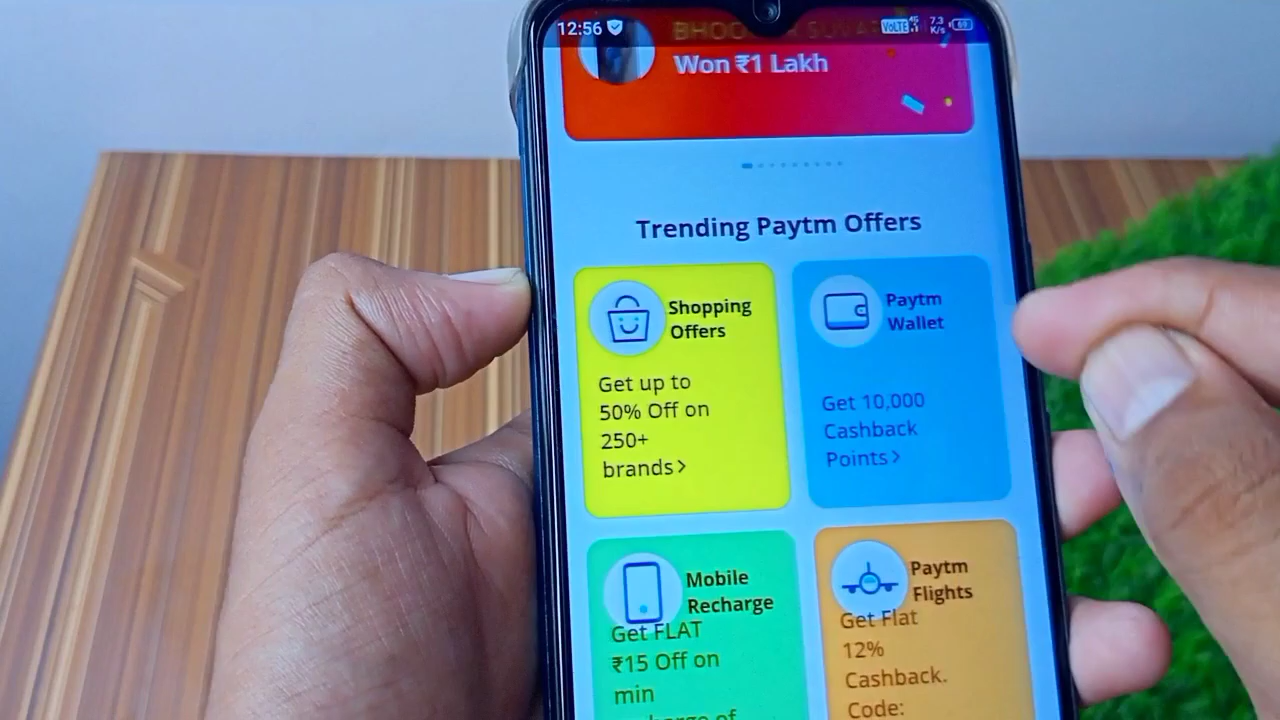 12:56
VoLTE 4G 7.3 K/s 69
Won ₹1 Lakh
Trending Paytm Offers
Shopping
Offers
Get up to
50% Off on
250+
brands>
Paytm
Wallet
Get 10,000
Cashback
Points>
Mobile
Recharge
Get FLAT
₹15 Off on
min
Paytm
Flights
Get Flat
12%
Cashback.
Code: